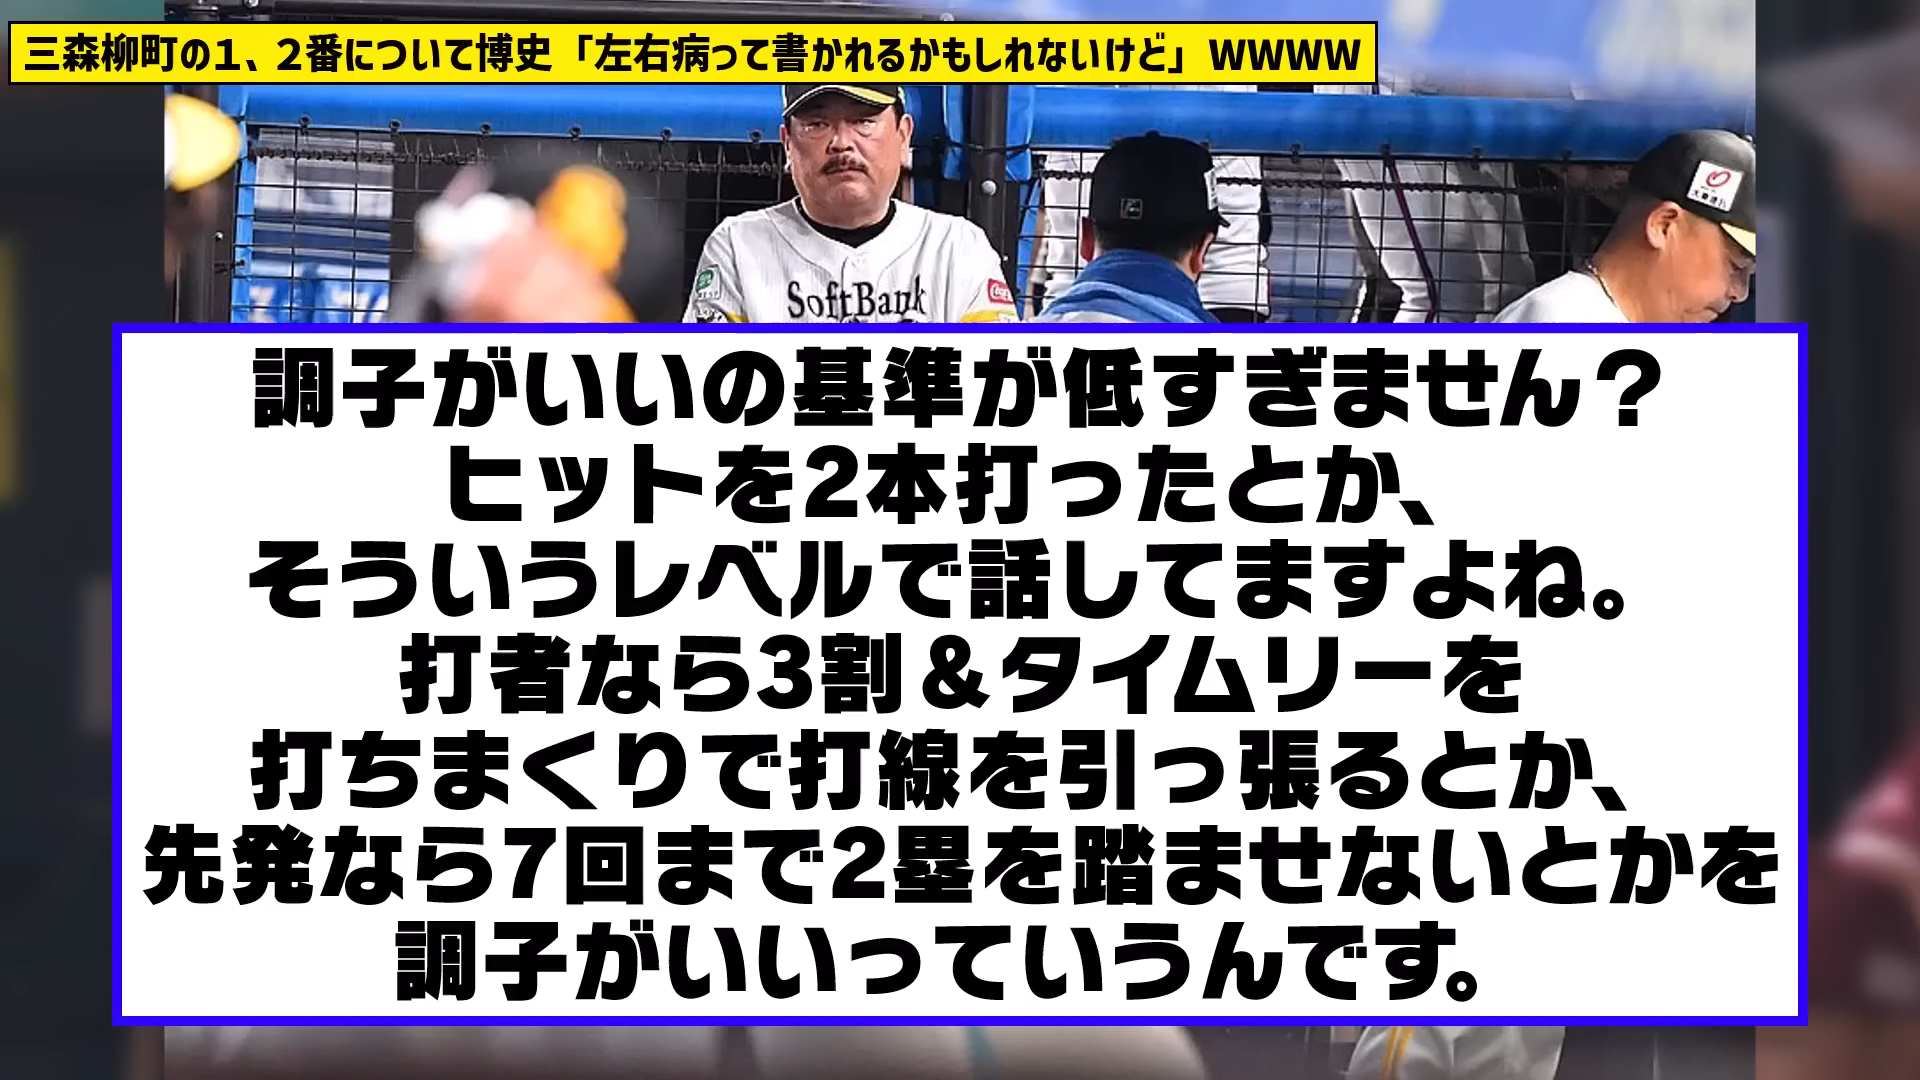 三森柳町の1、2番について博史「左右病って書かれるかもしれないけど」WWWW
SoftBank
調子がいいの基準が低すぎません？
ヒットを2本打ったとか、
そういうレベルで話してますよね。
打者なら3割＆タイムリーを
打ちまくりで打線を引っ張るとか、
先発なら7回まで2塁を踏ませないとかを
調子がいいっていうんです。